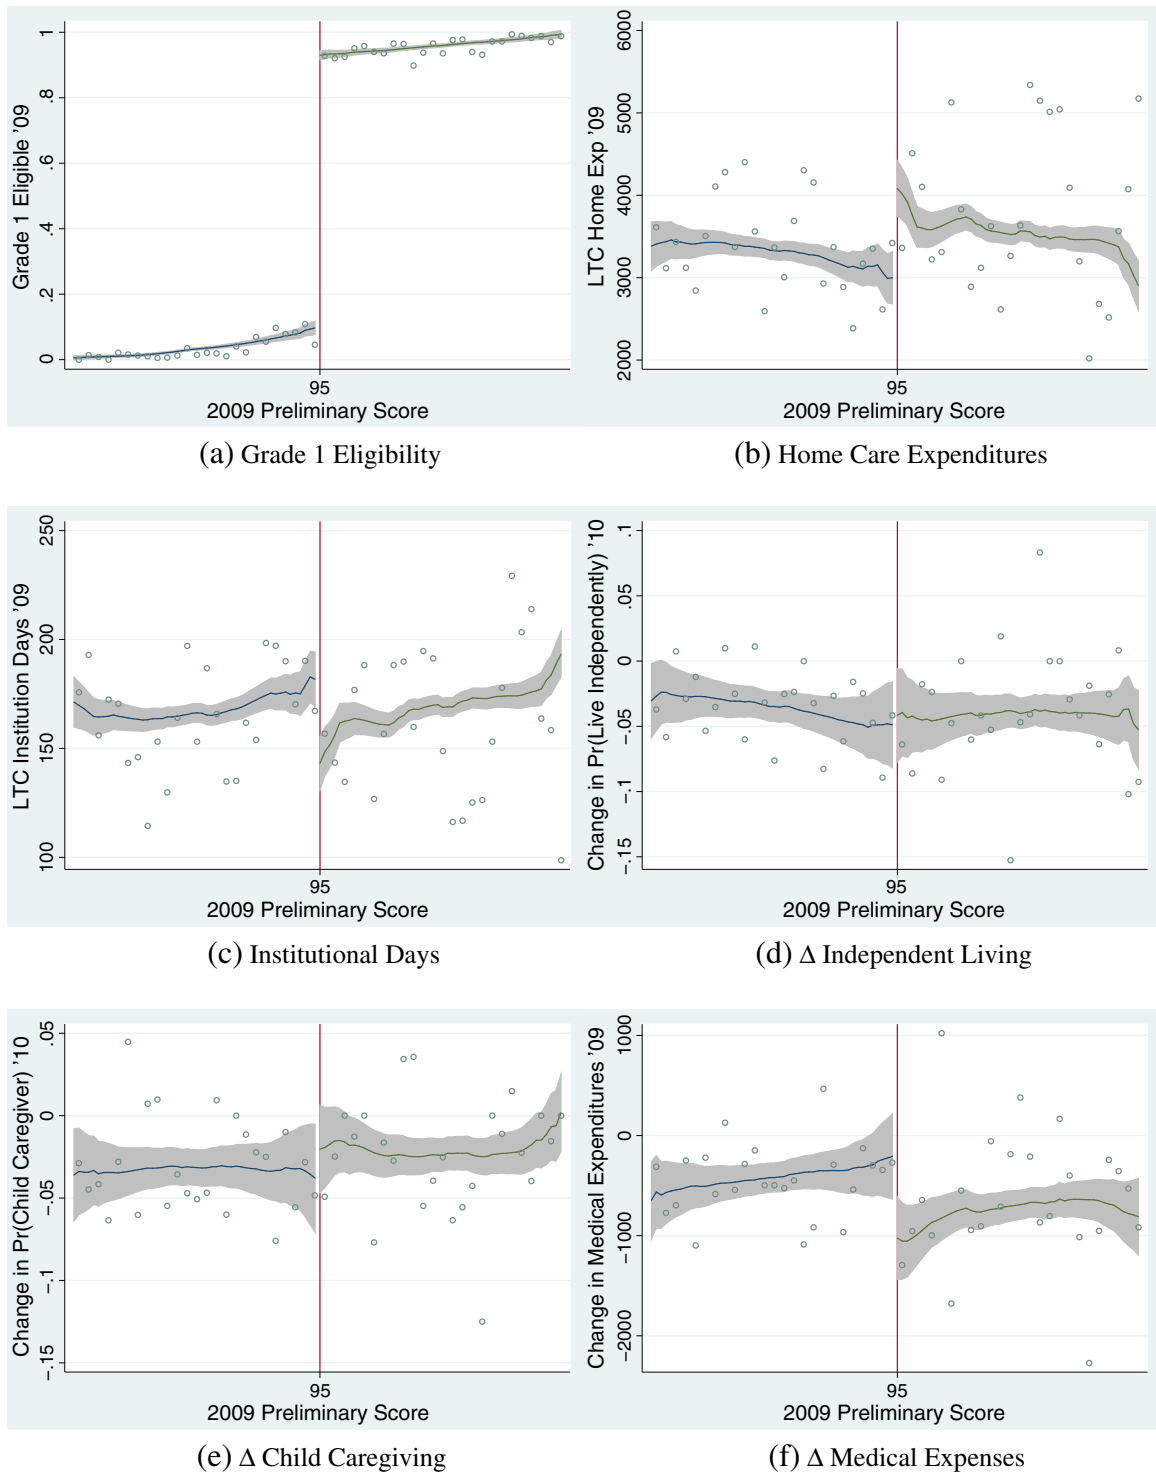 Grade 1 Eligible '09
1
.8
.6
.4
.2
0
95
2009 Preliminary Score
(a) Grade 1 Eligibility
LTC Home Exp '09
6000
5000
4000
3000
2000
95
2009 Preliminary Score
(b) Home Care Expenditures
LTC Institution Days '09
250
200
150
100
95
2009 Preliminary Score
(c) Institutional Days
Change in Pr(Live Independently) '10
.1
.05
0
-.05
-.1
-.15
95
2009 Preliminary Score
(d) Δ Independent Living
Change in Pr(Child Caregiver) '10
.05
0
-.05
-.1
-.15
95
2009 Preliminary Score
(e) Δ Child Caregiving
Change in Medical Expenditures '09
1000
0
-1000
-2000
95
2009 Preliminary Score
(f) Δ Medical Expenses